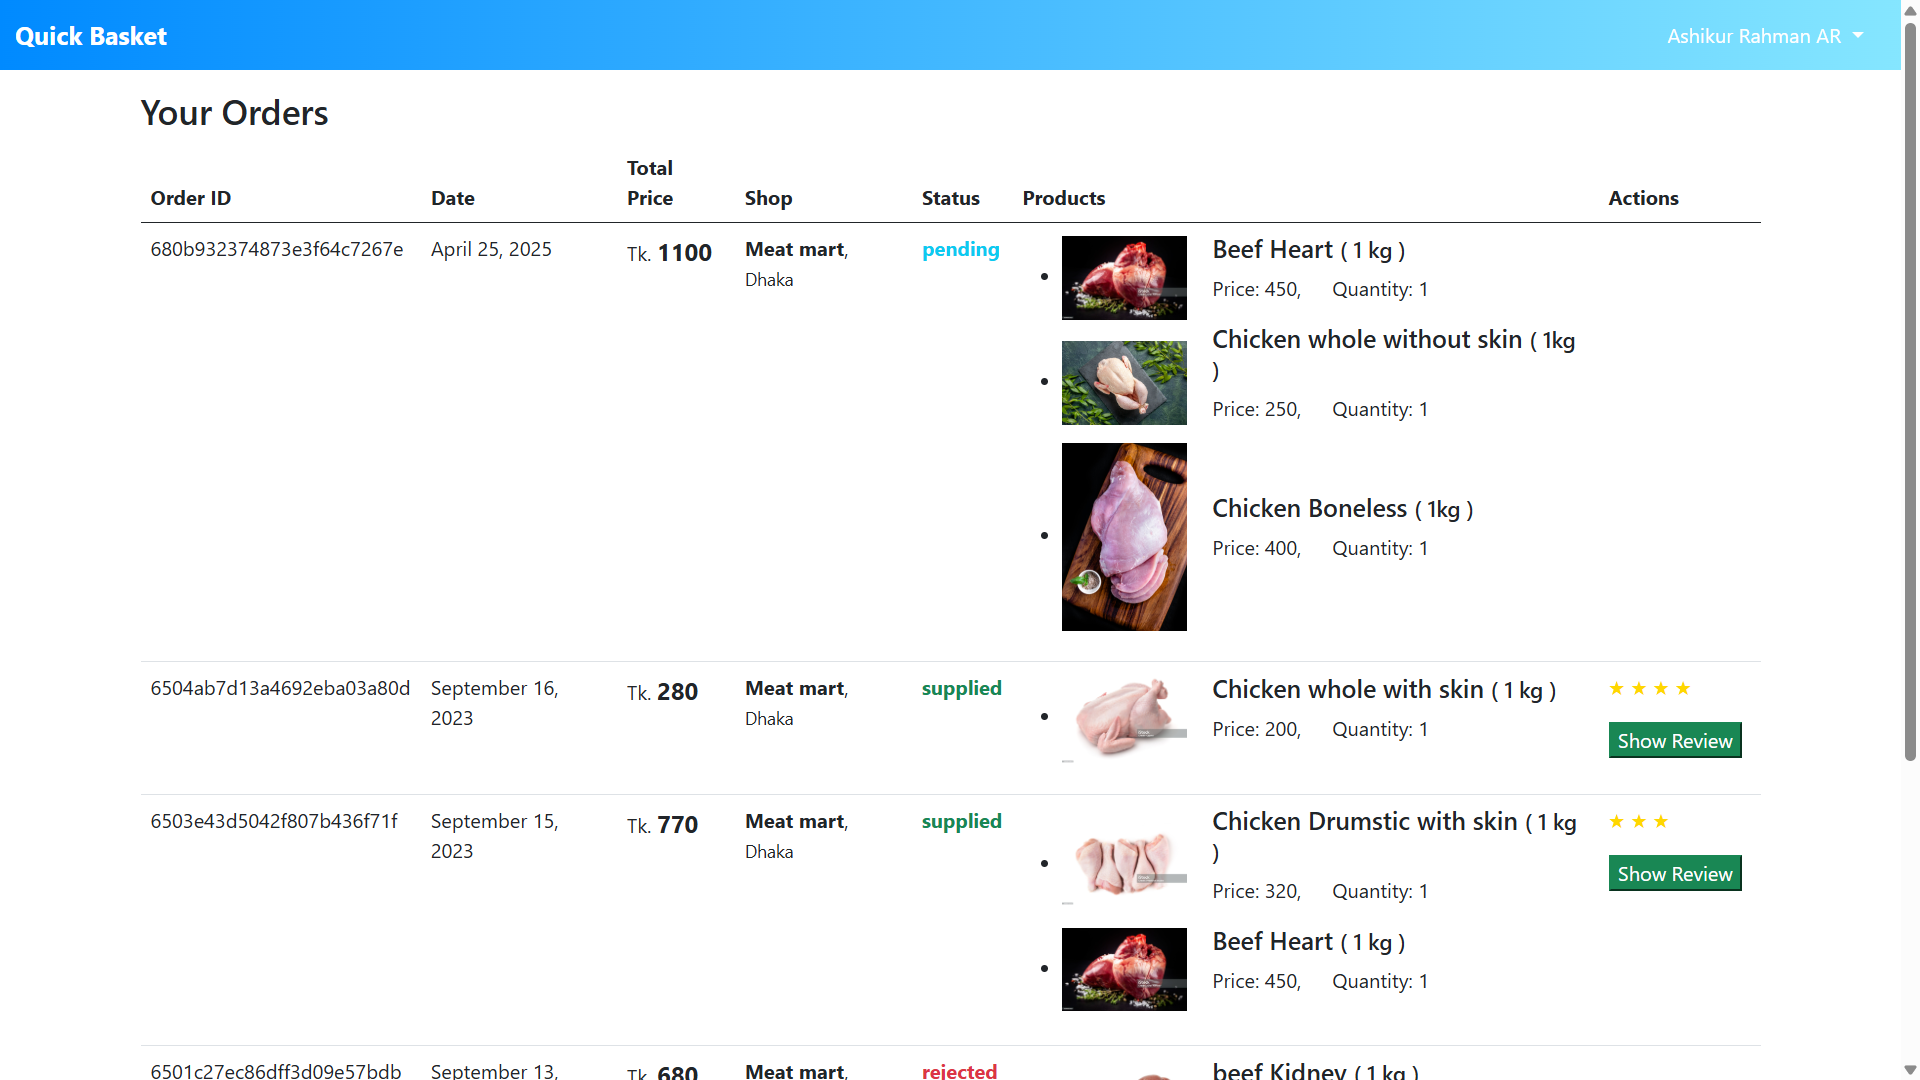 Quick Basket
Ashikur Rahman AR
Your Orders
Order ID
Date
Total
Price
Shop
Status
Products
Actions
680b932374873e3f64c7267e
April 25, 2025
Tk. 1100
Meat mart,
Dhaka
pending
Beef Heart ( 1 kg )
Price: 450, Quantity: 1
Chicken whole without skin ( 1kg
)
Price: 250, Quantity: 1
Chicken Boneless ( 1kg )
Price: 400, Quantity: 1
6504ab7d13a4692eba03a80d
September 16,
2023
Tk. 280
Meat mart,
Dhaka
supplied
Chicken whole with skin ( 1 kg )
Price: 200, Quantity: 1
★ ★ ★ ★
Show Review
6503e43d5042f807b436f71f
September 15,
2023
Tk. 770
Meat mart,
Dhaka
supplied
Chicken Drumstic with skin ( 1 kg
)
Price: 320, Quantity: 1
Beef Heart ( 1 kg )
Price: 450, Quantity: 1
★ ★ ★
Show Review
6501c27ec86dff3d09e57bdb
September 13,
Tk. 680
Meat mart,
rejected
beef Kidney ( 1 kg )